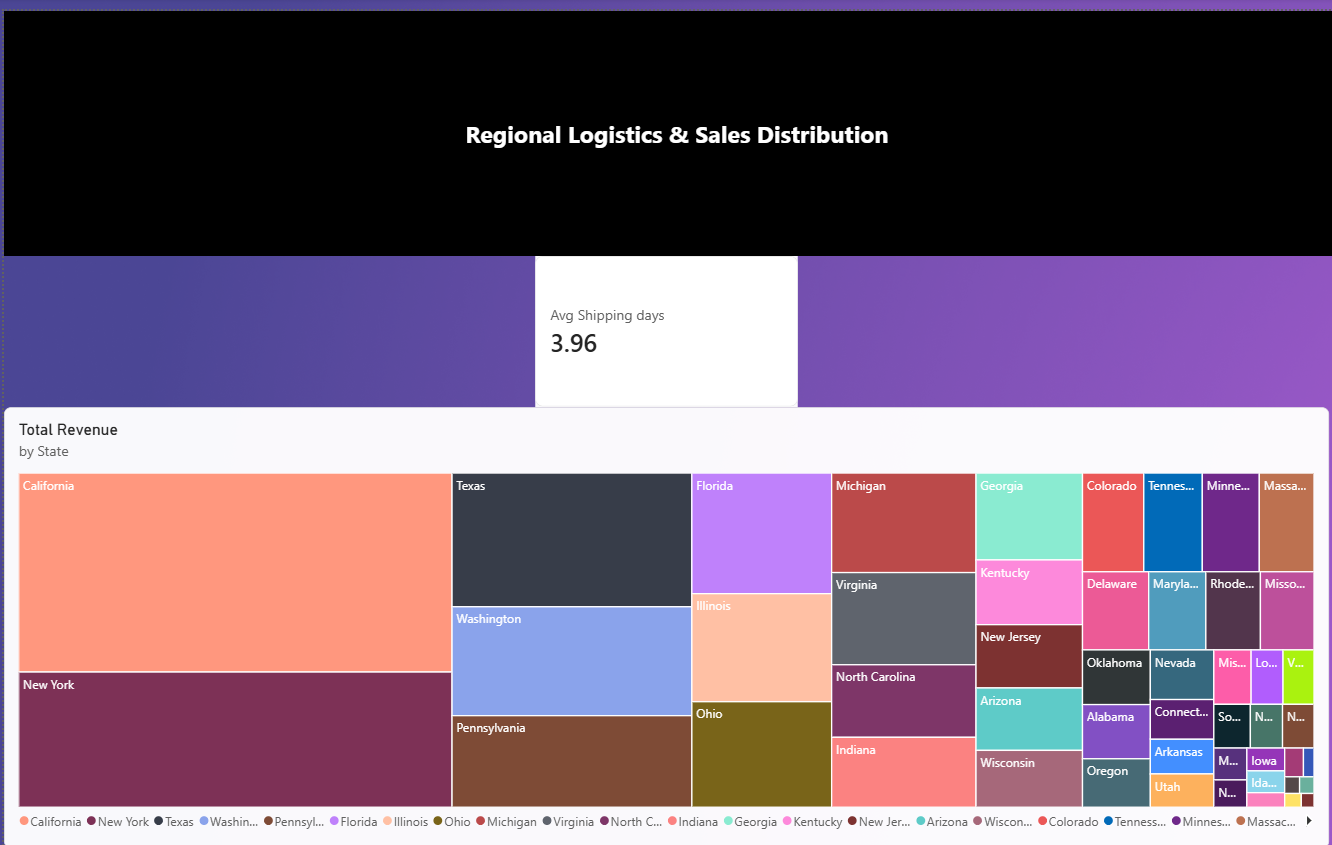 Regional Logistics & Sales Distribution
Avg Shipping days
3.96
Total Revenue
by State
California
Texas
Florida
Michigan
Georgia
Colorado
Tennes...
Minne...
Massa...
Kentucky
Virginia
Delaware
Maryla...
Rhode...
Misso...
Illinois
Washington
New Jersey
Oklahoma
Nevada
Mis...
Lo...
V...
North Carolina
New York
Arizona
Connect...
Alabama
So...
N...
N...
Ohio
Pennsylvania
Indiana
Arkansas
Wisconsin
M...
Iowa
Oregon
Ida...
Utah
N...
California New York Texas Washin... Pennsyl... Florida Illinois Ohio Michigan Virginia North C... Indiana Georgia Kentucky New Jer... Arizona Wiscon... Colorado Tenness... Minnes... Massac...